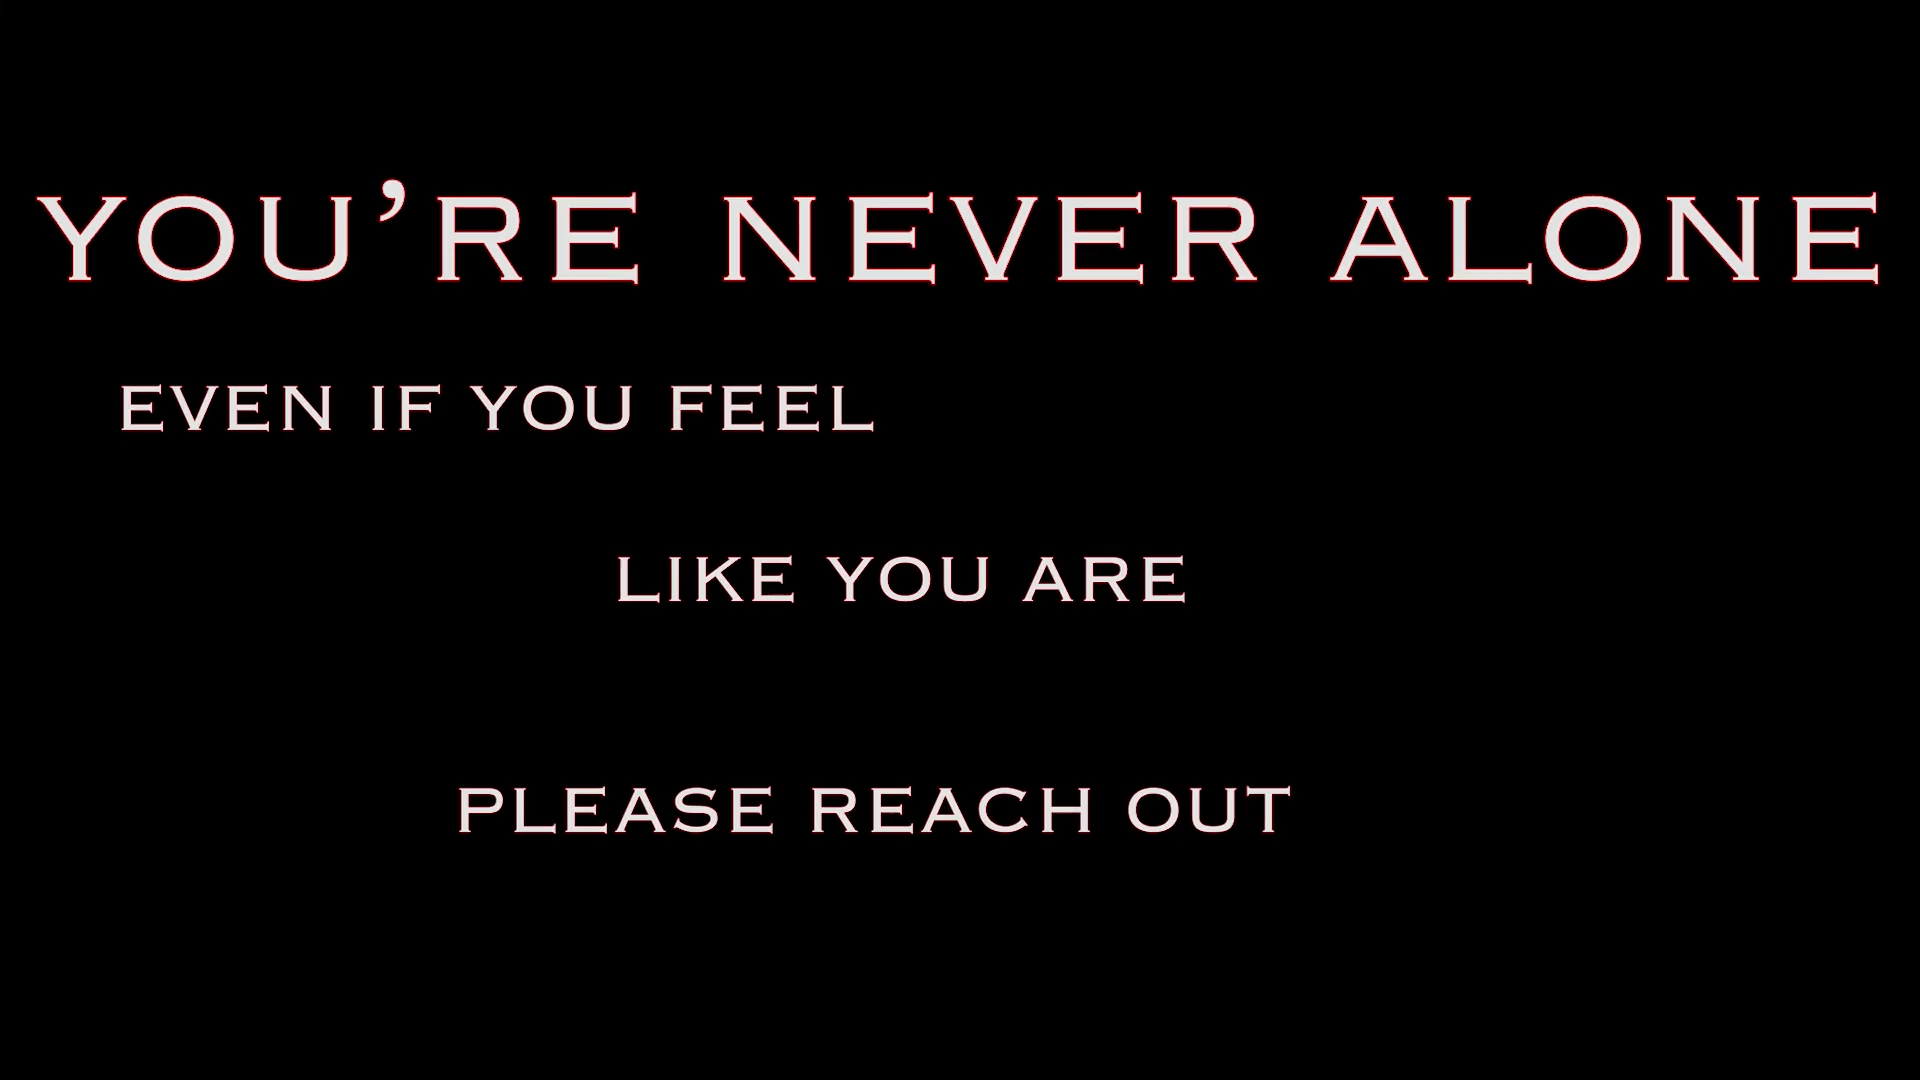 YOU’RE NEVER ALONE
EVEN IF YOU FEEL
LIKE YOU ARE
PLEASE REACH OUT